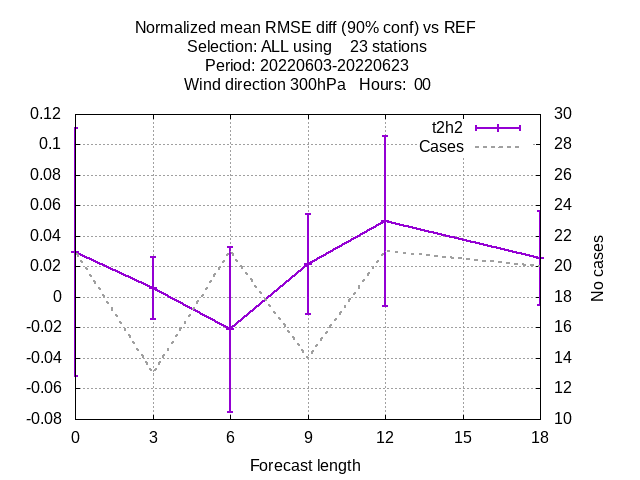 Normalized mean RMSE diff (90% conf) vs REF
Selection: ALL using    23 stations
Period: 20220603-20220623
Wind direction 300hPa   Hours:  00
t2h2
Cases
0.12
0.1
0.08
0.06
0.04
0.02
0
-0.02
-0.04
-0.06
-0.08
30
28
26
24
22
20
18
16
14
12
10
No cases
0 3 6 9 12 15 18
Forecast length